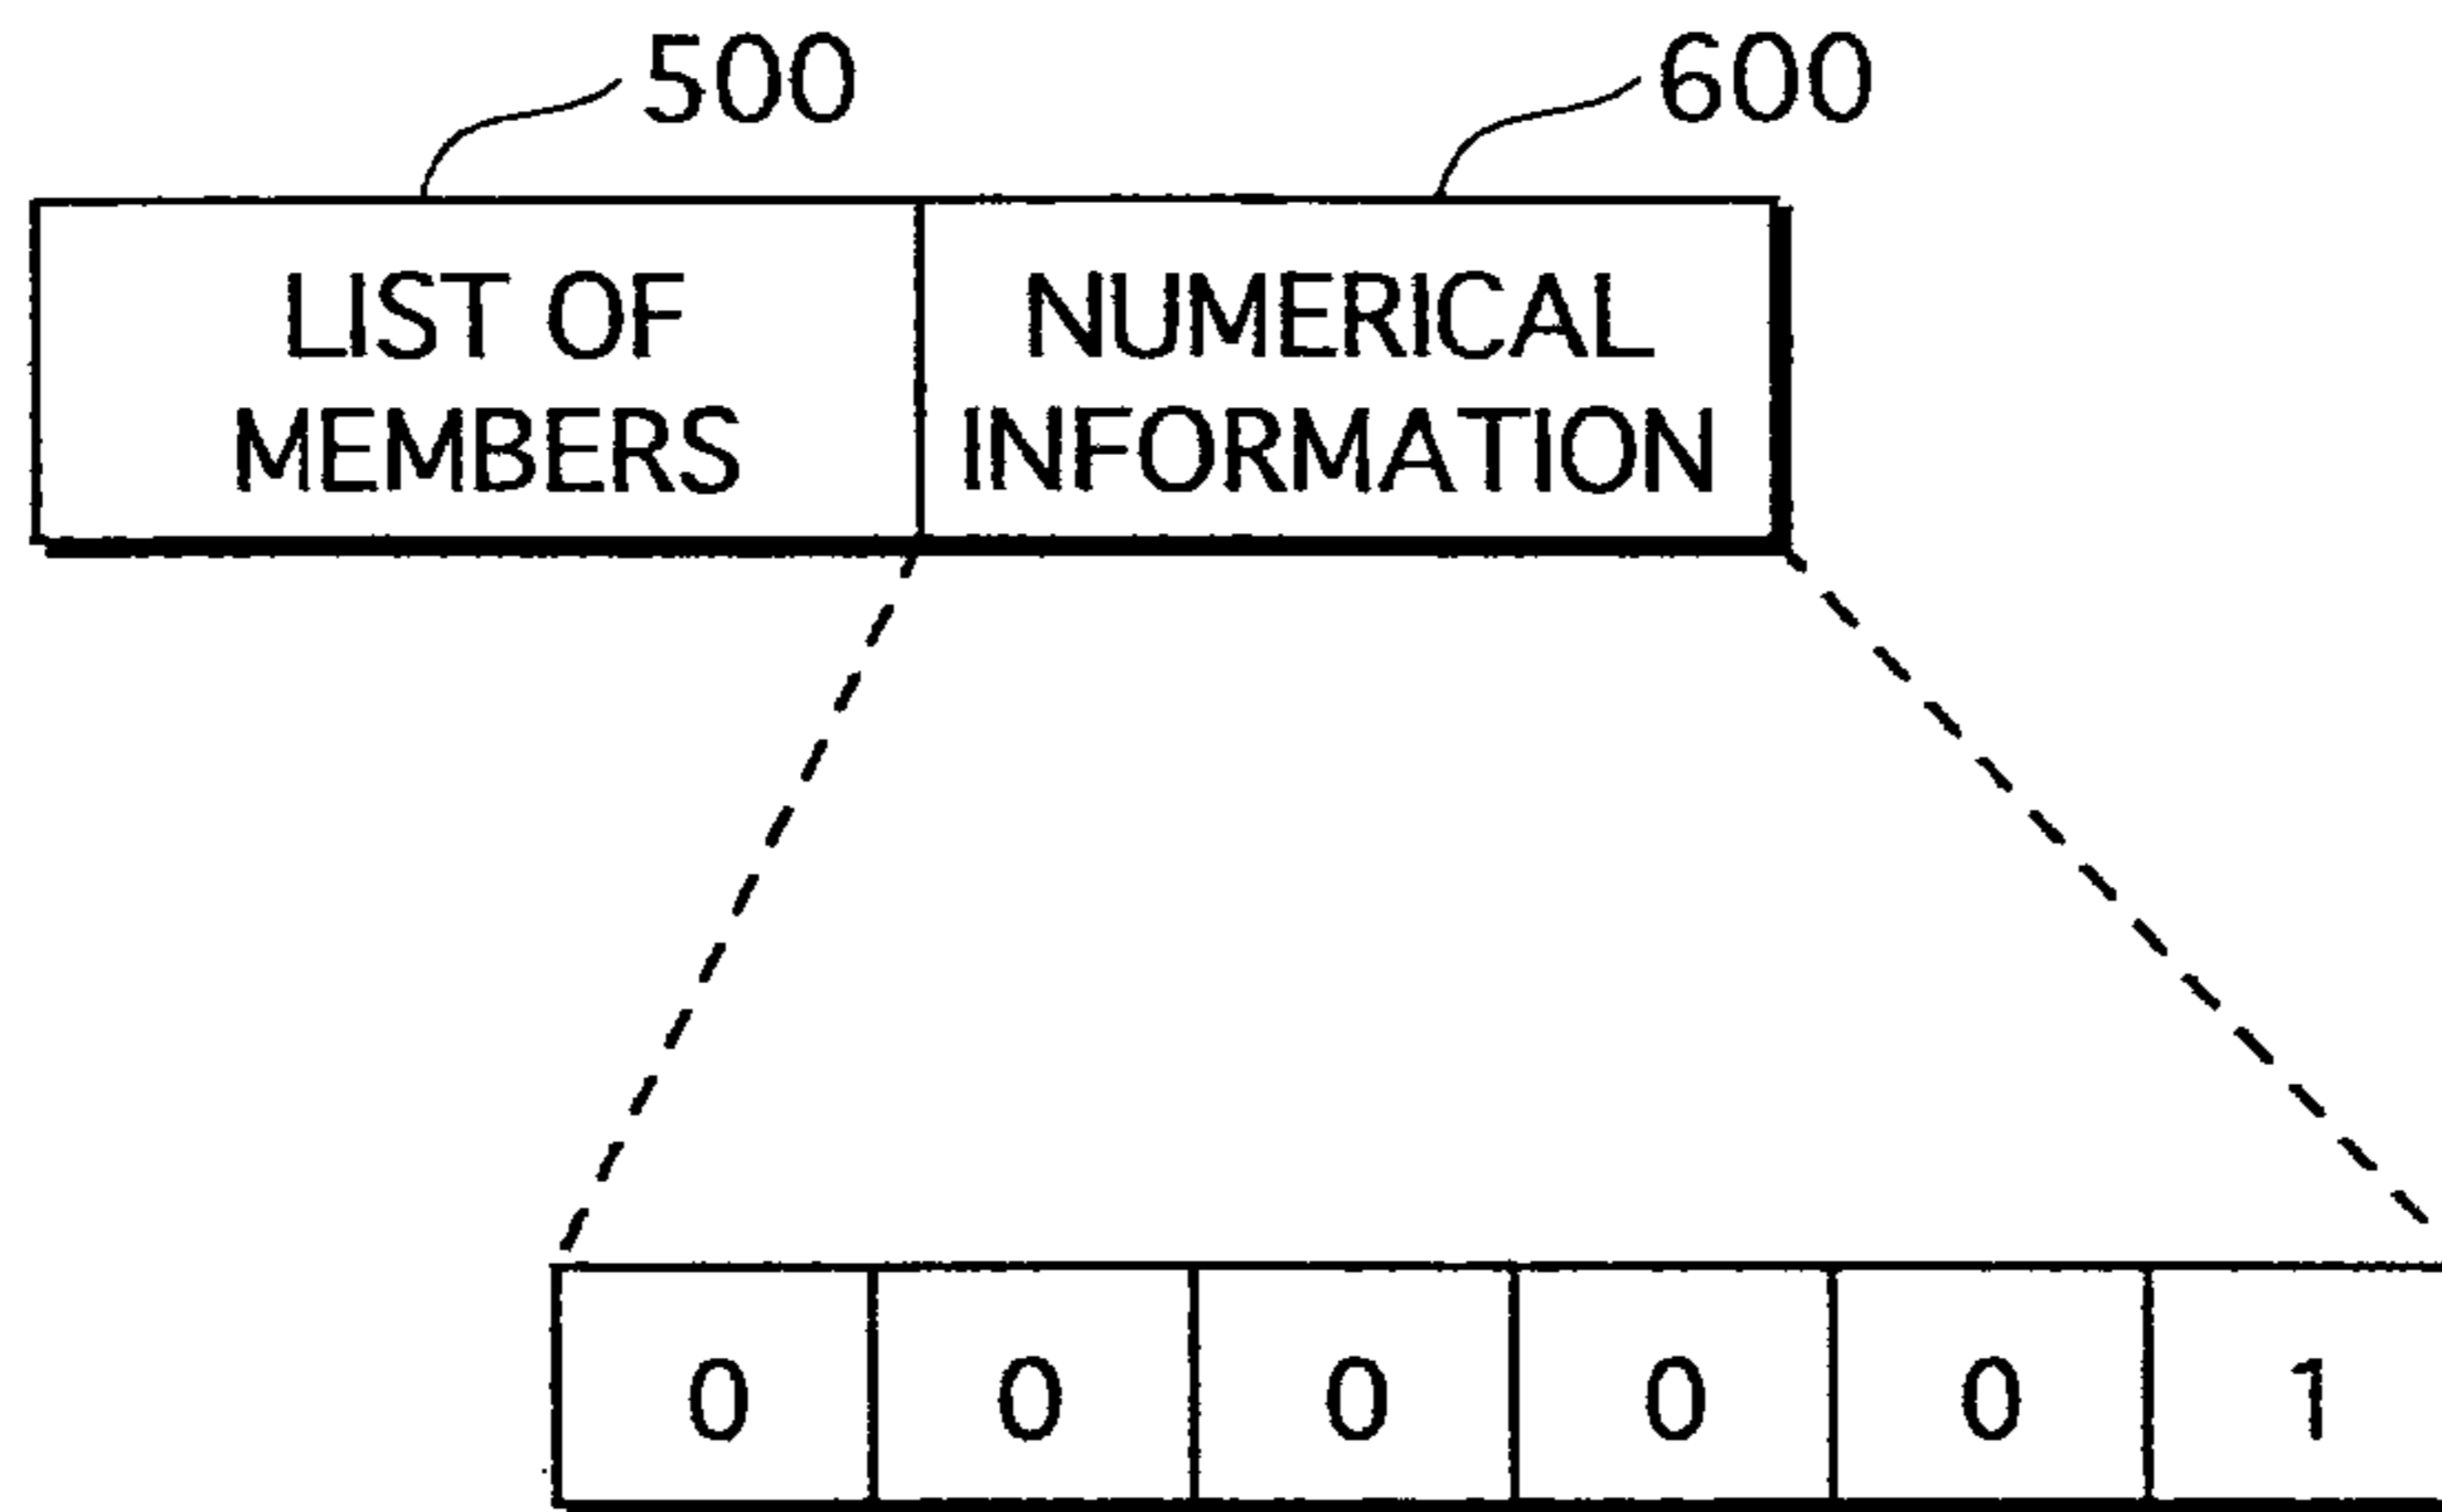 500 600
LIST OF
MEMBERS
NUMERICAL
INFORMATION
0 0 0 0 0 1